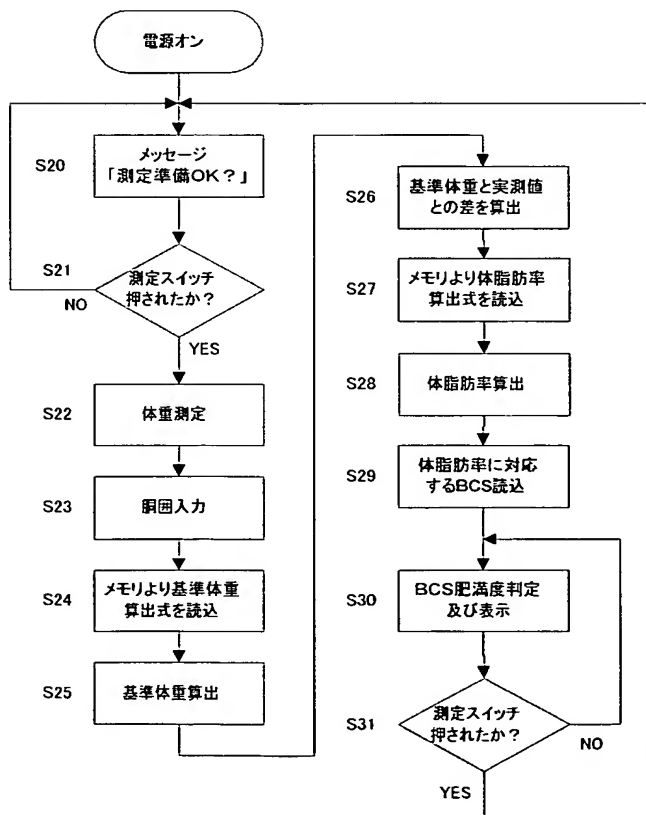 電源オン
S20
メッセージ
「測定準備OK？」
S21
測定スイッチ
押されたか？
NO
YES
S22
体重測定
S23
胴囲入力
S24
メモリより基準体重
算出式を読込
S25
基準体重算出
S26
基準体重と実測値
との差を算出
S27
メモリより体脂肪率
算出式を読込
S28
体脂肪率算出
S29
体脂肪率に対応
するBCS読込
S30
BCS肥満度判定
及び表示
S31
測定スイッチ
押されたか？
NO
YES